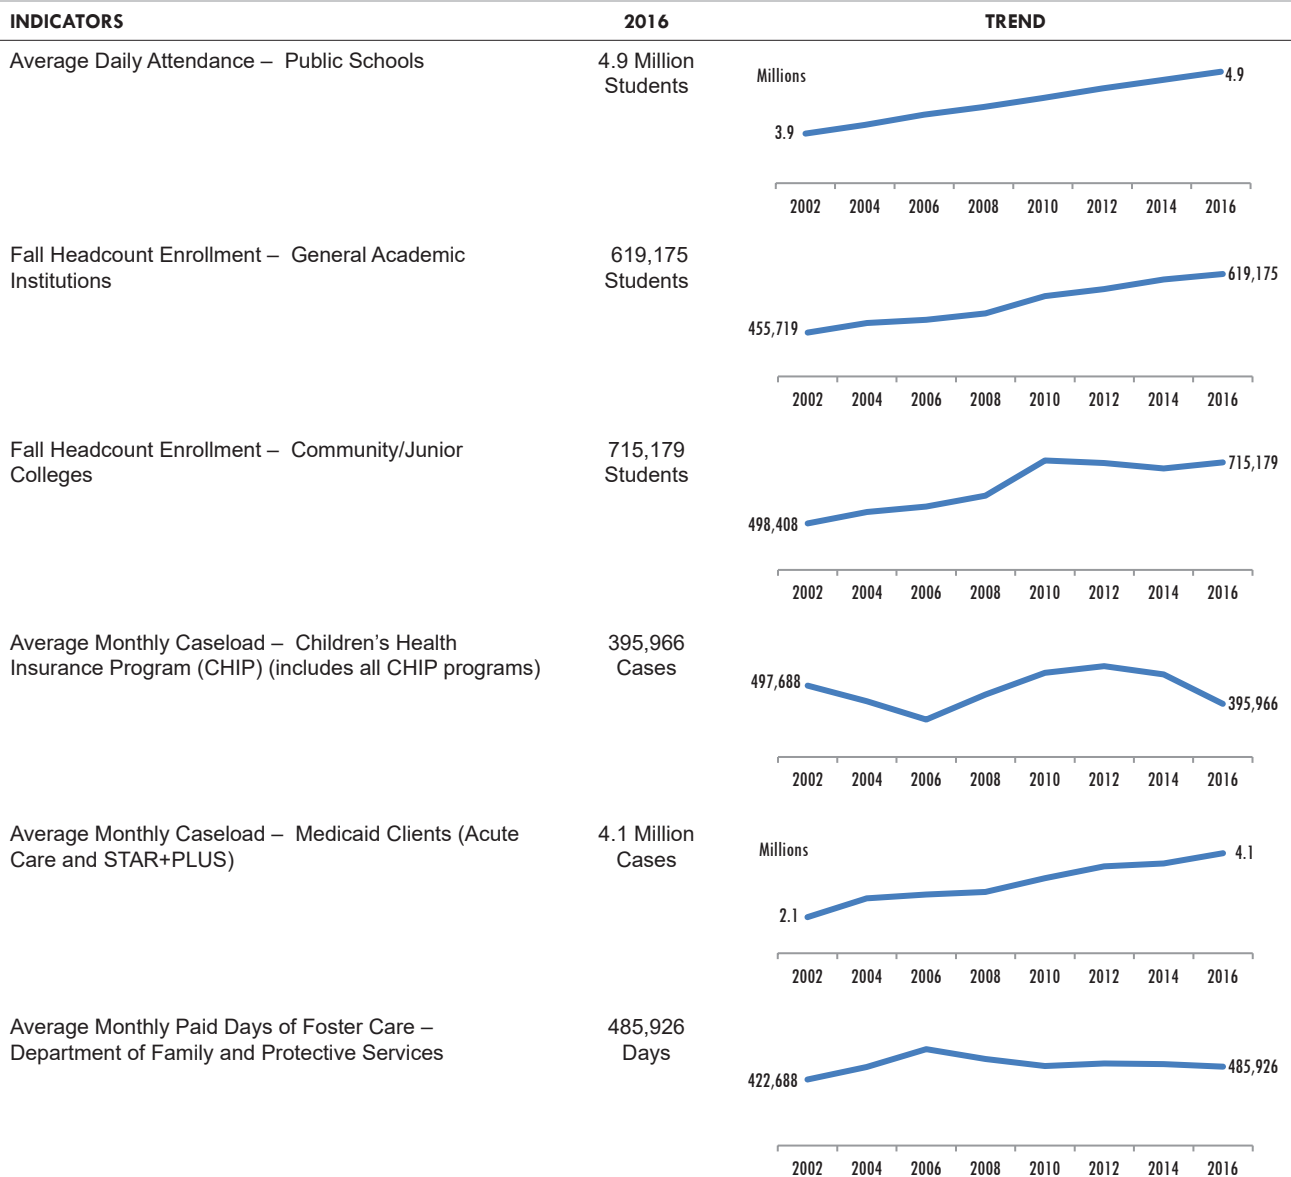 INDICATORS 2016 TREND
Average Daily Attendance – Public Schools
4.9 Million
Students
Millions
4.9
3.9
2002 2004 2006 2008 2010 2012 2014 2016
Fall Headcount Enrollment – General Academic
Institutions
619,175
Students
619,175
455,719
2002 2004 2006 2008 2010 2012 2014 2016
Fall Headcount Enrollment – Community/Junior
Colleges
715,179
Students
715,179
498,408
2002 2004 2006 2008 2010 2012 2014 2016
Average Monthly Caseload – Children’s Health
Insurance Program (CHIP) (includes all CHIP programs)
395,966
Cases
497,688
395,966
2002 2004 2006 2008 2010 2012 2014 2016
Average Monthly Caseload – Medicaid Clients (Acute
Care and STAR+PLUS)
4.1 Million
Cases
Millions
4.1
2.1
2002 2004 2006 2008 2010 2012 2014 2016
Average Monthly Paid Days of Foster Care –
Department of Family and Protective Services
485,926
Days
485,926
422,688
2002 2004 2006 2008 2010 2012 2014 2016